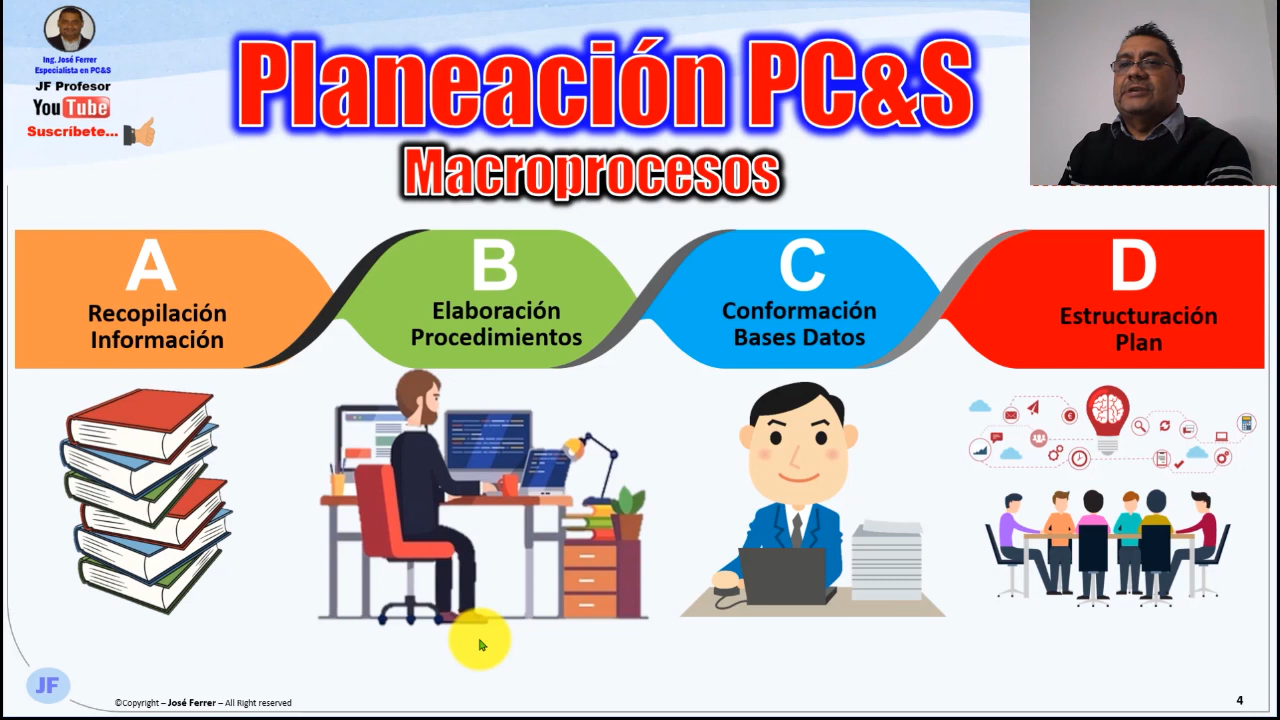 Ing. José Ferrer
Especialista en PC&S
JF Profesor
YouTube
Suscríbete...
Planeación PC&S
Macroprocesos
A
Recopilación
Información
B
Elaboración
Procedimientos
C
Conformación
Bases Datos
D
Estructuración
Plan
JF
©Copyright – José Ferrer – All Right reserved
4